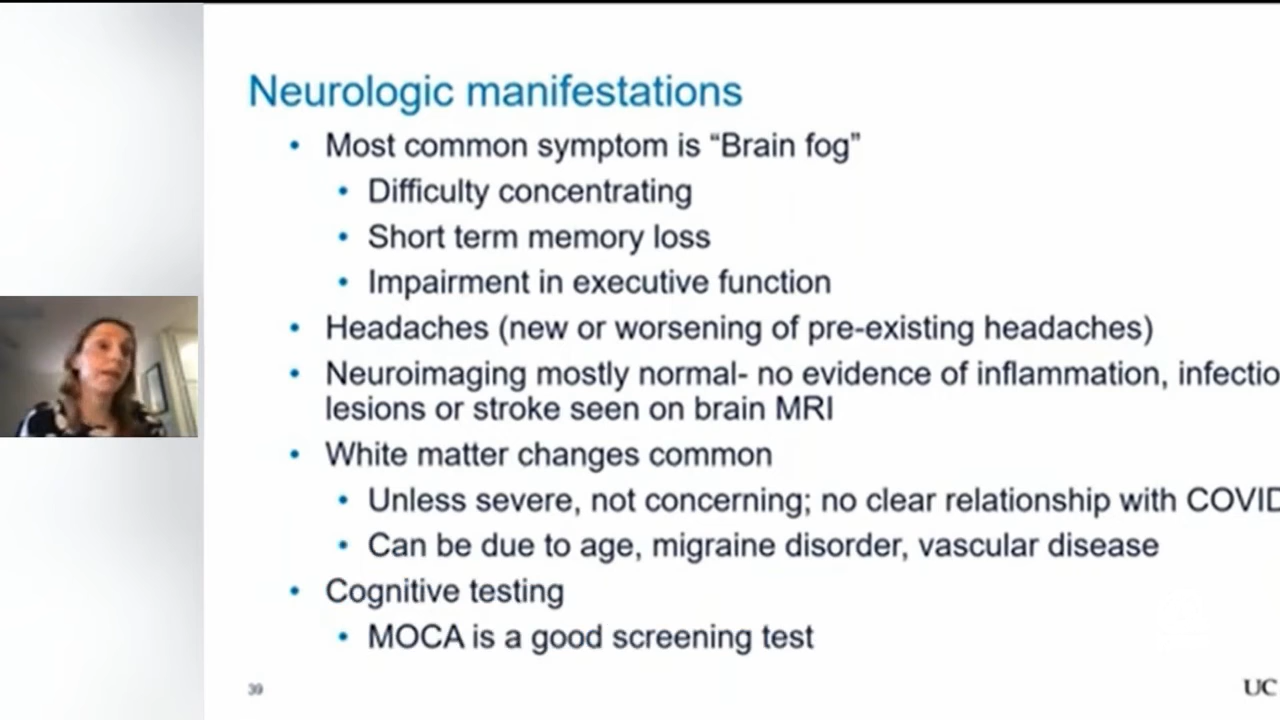 Neurologic manifestations
• Most common symptom is “Brain fog”
• Difficulty concentrating
• Short term memory loss
• Impairment in executive function
• Headaches (new or worsening of pre-existing headaches)
• Neuroimaging mostly normal- no evidence of inflammation, infectio
lesions or stroke seen on brain MRI
• White matter changes common
• Unless severe, not concerning; no clear relationship with COVID
• Can be due to age, migraine disorder, vascular disease
• Cognitive testing
• MOCA is a good screening test
39
UC